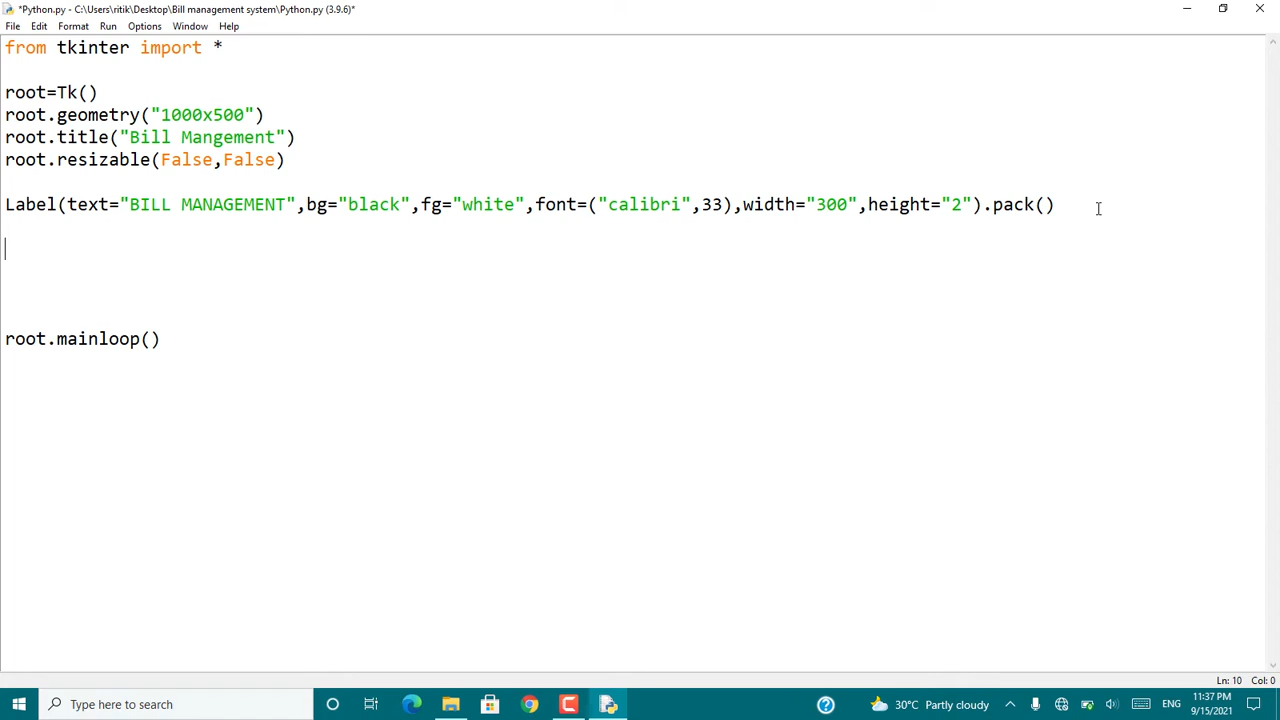 *Python.py - C:\Users\ritik\Desktop\Bill management system\Python.py (3.9.6)*
File Edit Format Run Options Window Help
from tkinter import *
root=Tk()
root.geometry("1000x500")
root.title("Bill Mangement")
root.resizable(False,False)
Label(text="BILL MANAGEMENT",bg="black",fg="white",font=("calibri",33),width="300",height="2").pack()
root.mainloop()
Ln: 10 Col: 0
Type here to search
30°C Partly cloudy
ENG
11:37 PM
9/15/2021